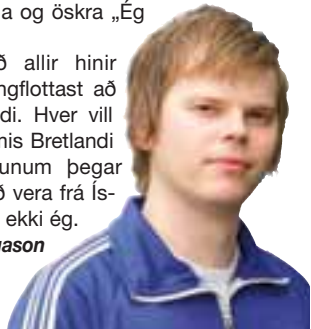 a og öskra „Ég
ð allir hinir
ngflottast að
di. Hver vill
nis Bretlandi
unum þegar
ð vera frá Ís-
ekki ég.
gason